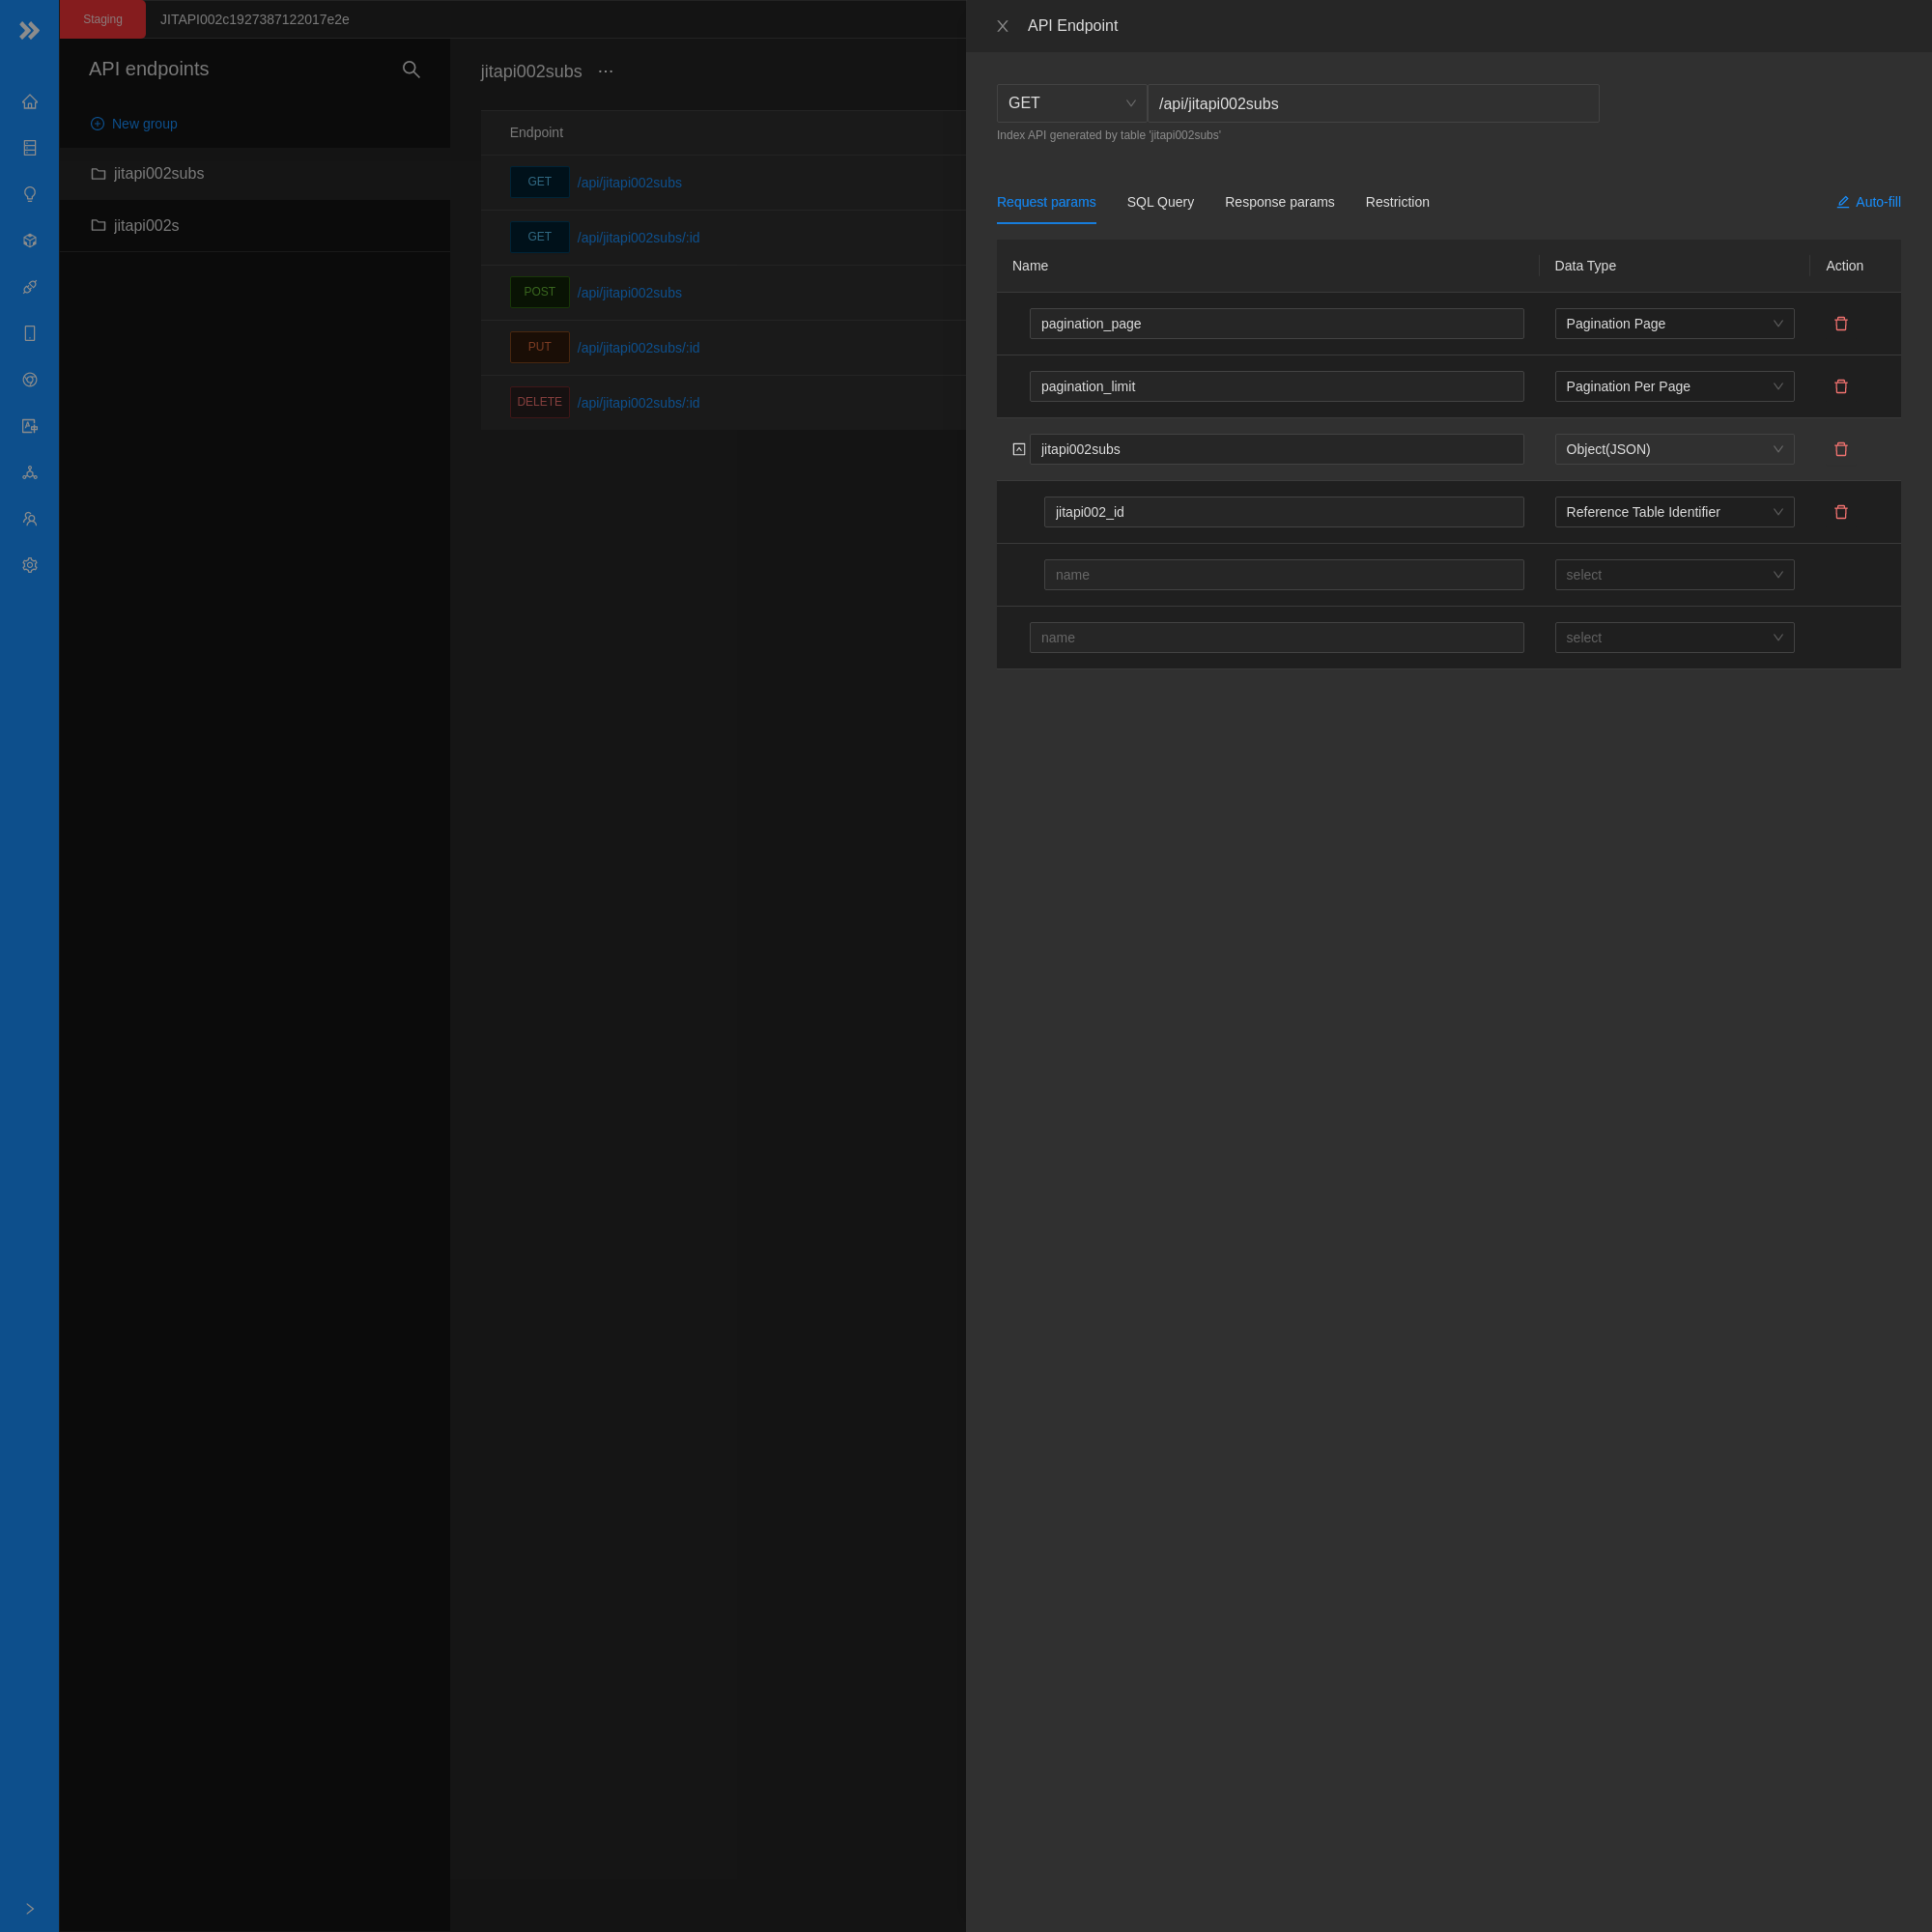 Staging
JITAPI002c1927387122017e2e
API endpoints
New group
jitapi002subs
jitapi002s
jitapi002subs
Endpoint
GET /api/jitapi002subs
GET /api/jitapi002subs/:id
POST /api/jitapi002subs
PUT /api/jitapi002subs/:id
DELETE /api/jitapi002subs/:id
API Endpoint
GET /api/jitapi002subs
Index API generated by table 'jitapi002subs'
Request params SQL Query Response params Restriction Auto-fill
Name Data Type Action
pagination_page Pagination Page
pagination_limit Pagination Per Page
jitapi002subs Object(JSON)
jitapi002_id Reference Table Identifier
name select
name select